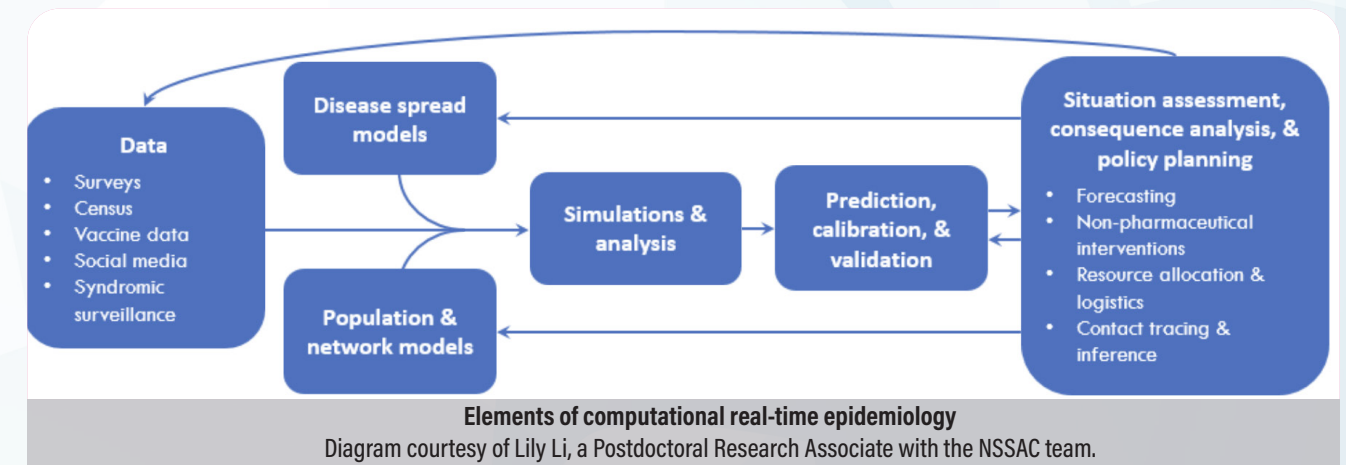 Data
• Surveys
• Census
• Vaccine data
• Social media
• Syndromic
surveillance
Disease spread
models
Population &
network models
Simulations &
analysis
Prediction,
calibration, &
validation
Situation assessment,
consequence analysis, &
policy planning
• Forecasting
• Non-pharmaceutical
interventions
• Resource allocation &
logistics
• Contact tracing &
inference
Elements of computational real-time epidemiology
Diagram courtesy of Lily Li, a Postdoctoral Research Associate with the NSSAC team.